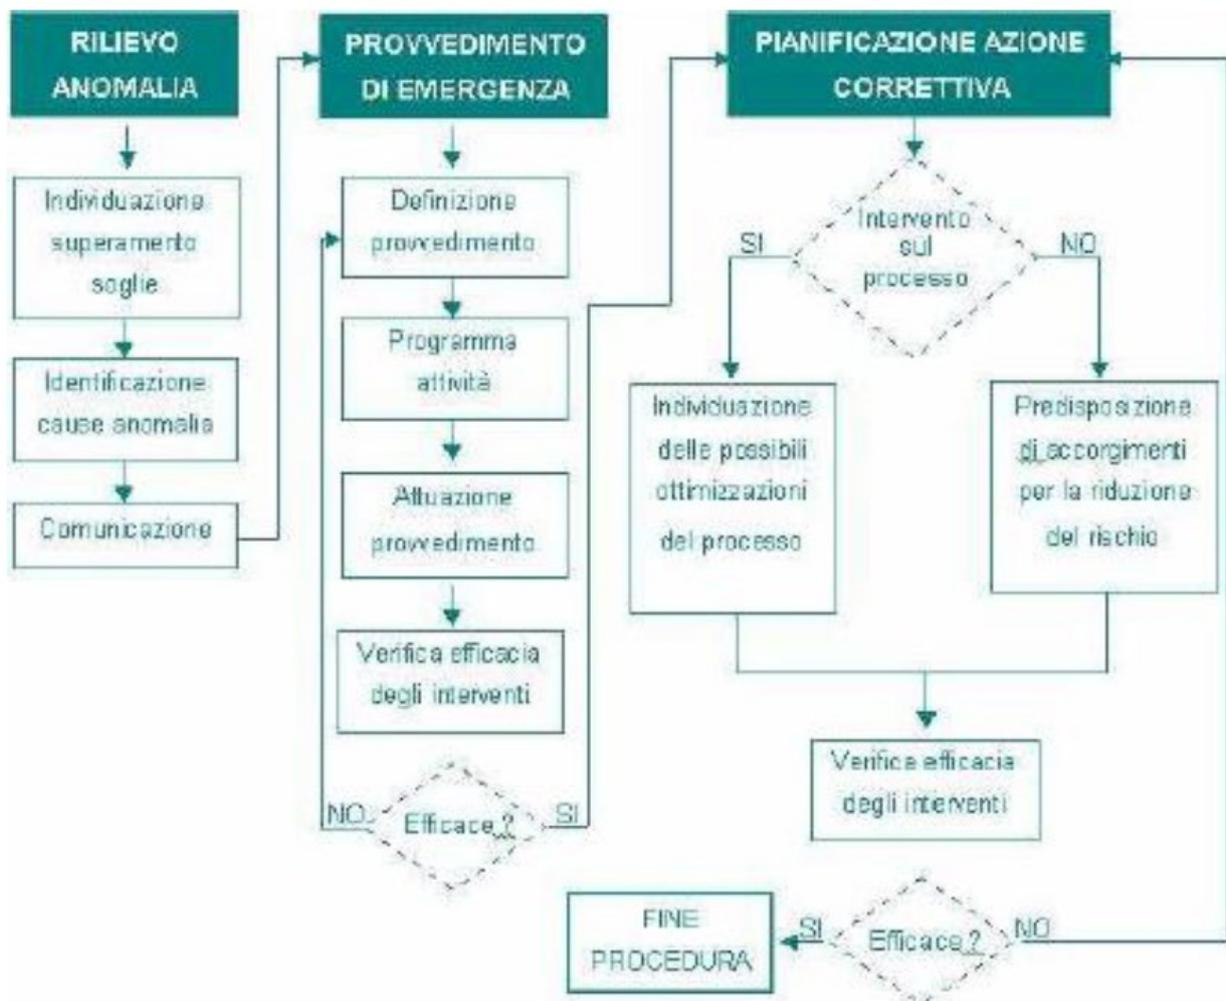 RILIEVO
ANOMALIA
Individuazione
superamento
soglie
Identificazione
cause anomalia
Comunicazione
PROVVEDIMENTO
DI EMERGENZA
Definizione
provvedimento
Programma
attività
Attuazione
provvedimento
Verifica efficacia
degli interventi
NO
Efficace ?
SI
PIANIFICAZIONE AZIONE
CORRETTIVA
SI
Intervento
sul
processo
NO
Individuazione
delle possibili
ottimizzazioni
del processo
Predisposizione
di accorgimenti
per la riduzione
del rischio
Verifica efficacia
degli interventi
FINE
PROCEDURA
SI
Efficace ?
NO